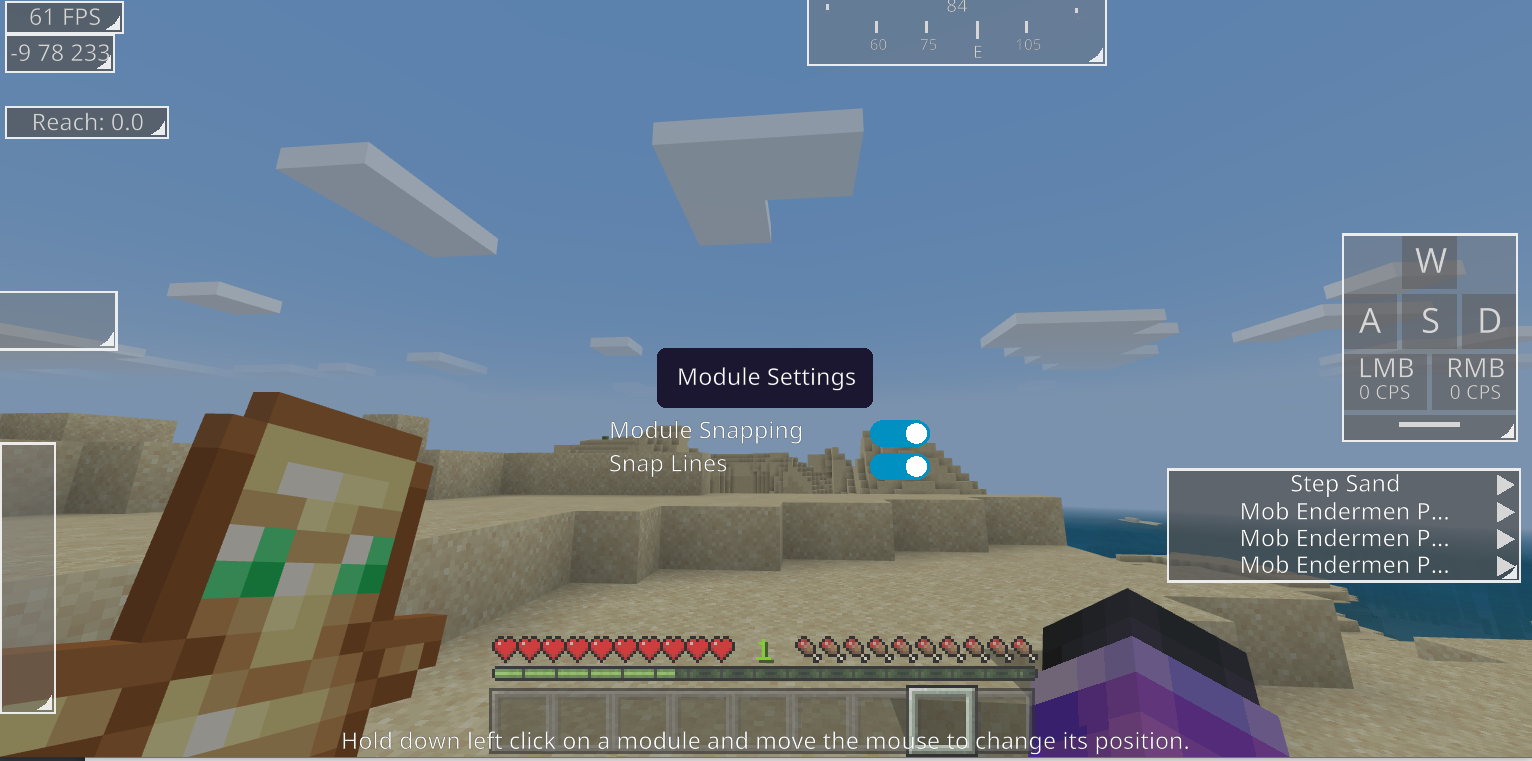 61 FPS
-9 78 233
84
60 75 E 105
Reach: 0.0
W
A S D
LMB RMB
0 CPS 0 CPS
Module Settings
Module Snapping
Snap Lines
Step Sand
Mob Endermen P...
Mob Endermen P...
Mob Endermen P...
1
Hold down left click on a module and move the mouse to change its position.